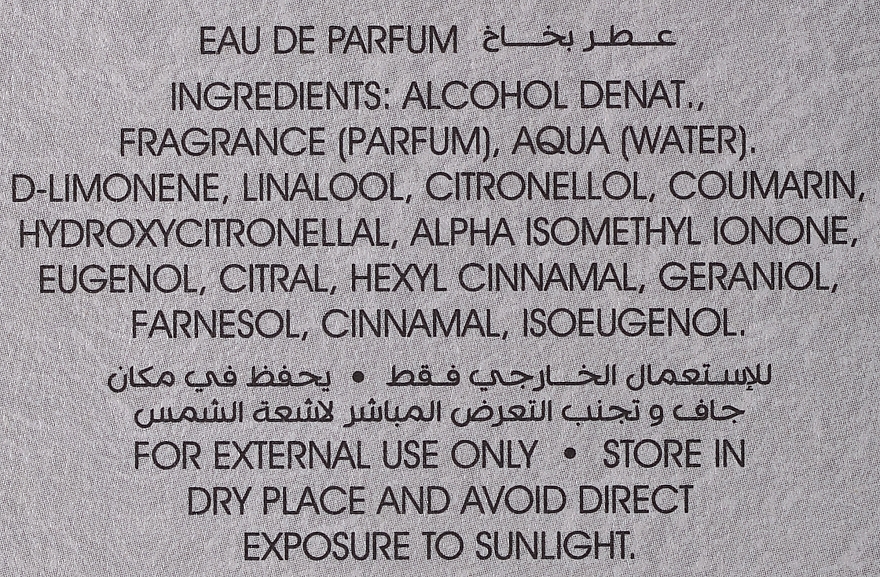 EAU DE PARFUM عطر بخاخ
INGREDIENTS: ALCOHOL DENAT.,
FRAGRANCE (PARFUM), AQUA (WATER).
D-LIMONENE, LINALOOL, CITRONELLOL, COUMARIN,
HYDROXYCITRONELLAL, ALPHA ISOMETHYL IONONE,
EUGENOL, CITRAL, HEXYL CINNAMAL, GERANIOL,
FARNESOL, CINNAMAL, ISOEUGENOL.
للإستعمال الخارجي فقط • يحفظ في مكان
جاف و تجنب التعرض المباشر لاشعة الشمس
FOR EXTERNAL USE ONLY • STORE IN
DRY PLACE AND AVOID DIRECT
EXPOSURE TO SUNLIGHT.